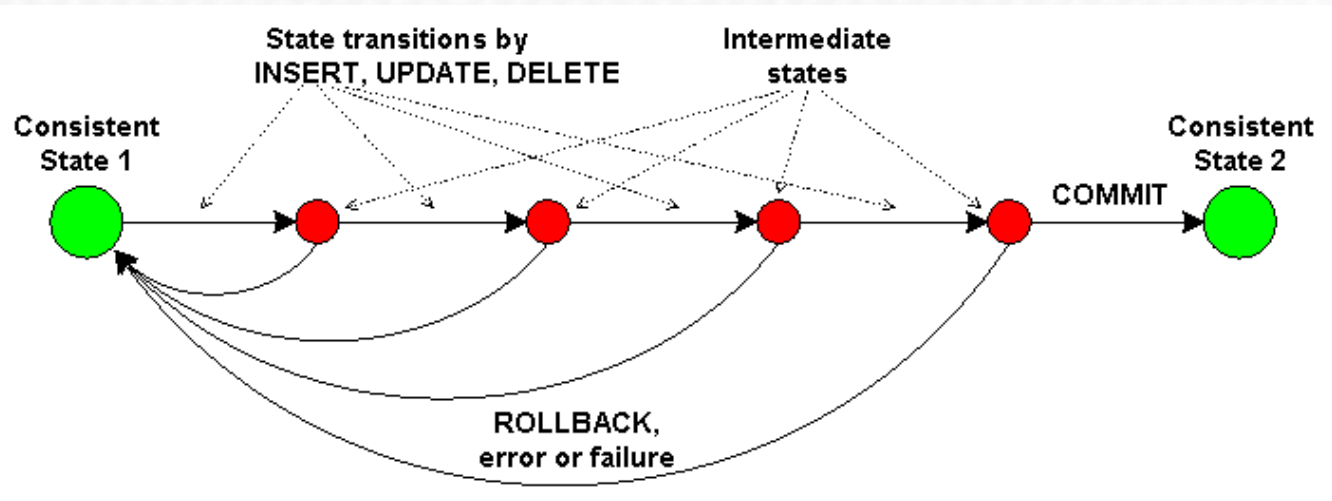 State transitions by
INSERT, UPDATE, DELETE
Intermediate
states
Consistent
State 1
Consistent
State 2
COMMIT
ROLLBACK,
error or failure